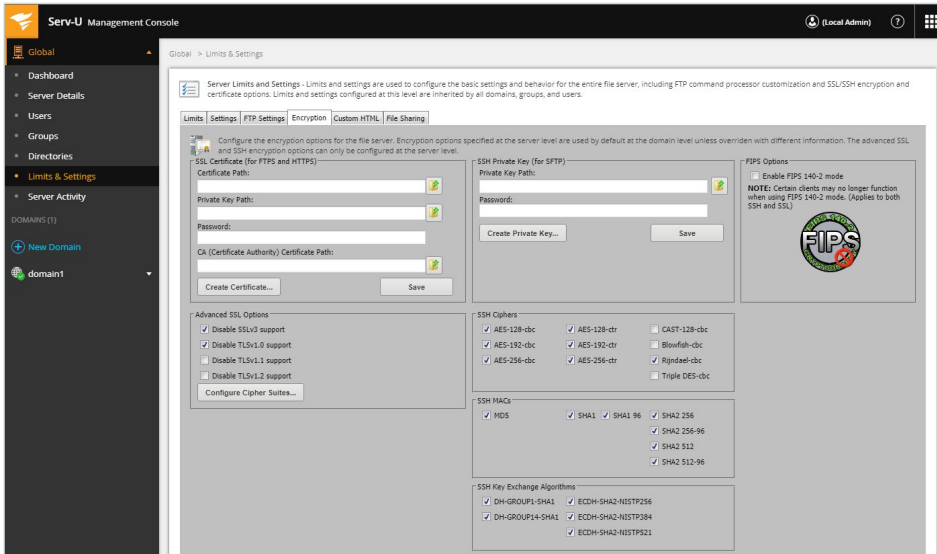 Serv-U Management Console
(Local Admin)
?
Global
Dashboard
Server Details
Users
Groups
Directories
Limits & Settings
Server Activity
DOMAINS (1)
New Domain
domain1
Global > Limits & Settings
Server Limits and Settings - Limits and settings are used to configure the basic settings and behavior for the entire file server, including FTP command processor customization and SSL/SSH encryption and
certificate options. Limits and settings configured at this level are inherited by all domains, groups, and users.
Limits Settings FTP Settings Encryption Custom HTML File Sharing
Configure the encryption options for the file server. Encryption options specified at the server level are used by default at the domain level unless overriden with different information. The advanced SSL
and SSH encryption options can only be configured at the server level.
SSL Certificate (for FTPS and HTTPS)
Certificate Path:
Private Key Path:
Password:
CA (Certificate Authority) Certificate Path:
Create Certificate... Save
SSH Private Key (for SFTP)
Private Key Path:
Password:
Create Private Key... Save
FIPS Options
Enable FIPS 140-2 mode
NOTE: Certain clients may no longer function
when using FIPS 140-2 mode. (Applies to both
SSH and SSL)
FIPS
Advanced SSL Options
Disable SSLv3 support
Disable TLSv1.0 support
Disable TLSv1.1 support
Disable TLSv1.2 support
Configure Cipher Suites...
SSH Ciphers
AES-128-cbc AES-128-ctr CAST-128-cbc
AES-192-cbc AES-192-ctr Blowfish-cbc
AES-256-cbc AES-256-ctr Rijndael-cbc
Triple DES-cbc
SSH MACs
MD5 SHA1 SHA1 96 SHA2 256
SHA2 256-96
SHA2 512
SHA2 512-96
SSH Key Exchange Algorithms
DH-GROUP1-SHA1 ECDH-SHA2-NISTP256
DH-GROUP14-SHA1 ECDH-SHA2-NISTP384
ECDH-SHA2-NISTP521